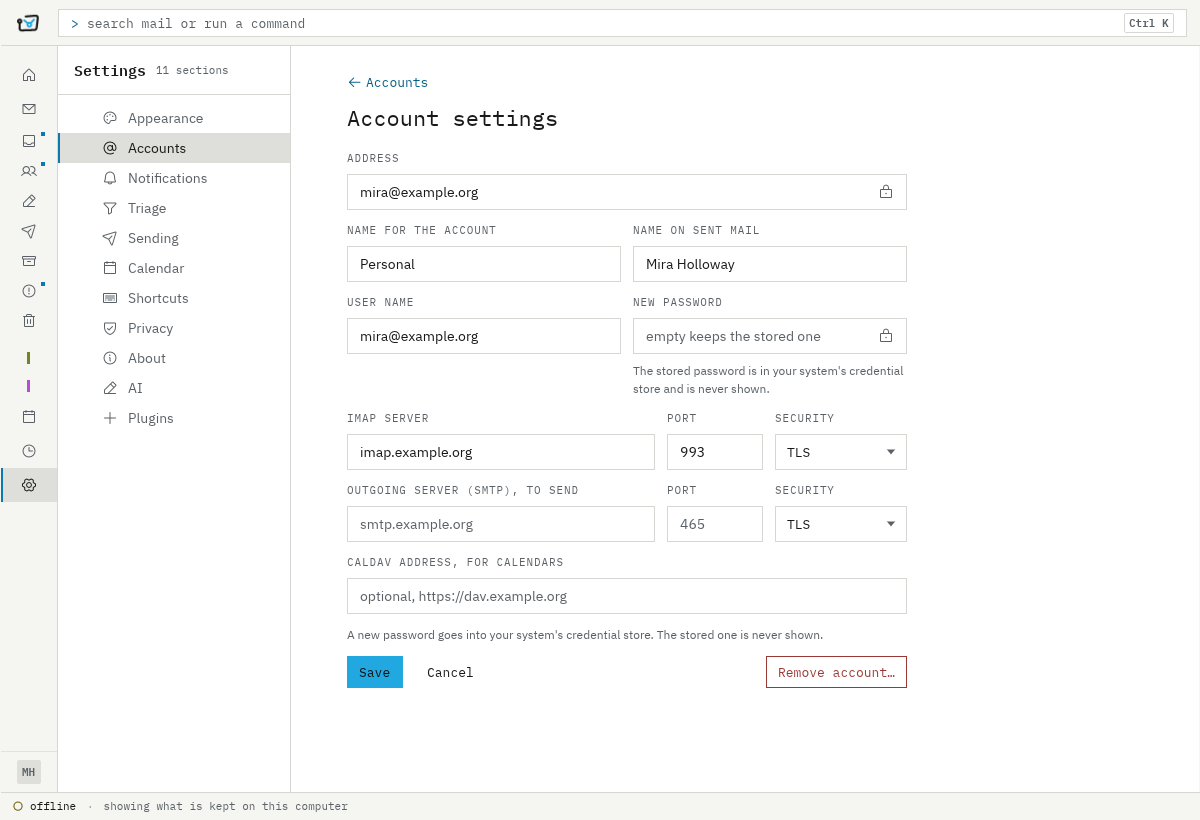 > search mail or run a command
Ctrl K
Settings 11 sections
Appearance
Accounts
Notifications
Triage
Sending
Calendar
Shortcuts
Privacy
About
AI
Plugins
← Accounts
Account settings
ADDRESS
mira@example.org
NAME FOR THE ACCOUNT
NAME ON SENT MAIL
Personal
Mira Holloway
USER NAME
NEW PASSWORD
mira@example.org
empty keeps the stored one
The stored password is in your system's credential
store and is never shown.
IMAP SERVER
PORT
SECURITY
imap.example.org
993
TLS
OUTGOING SERVER (SMTP), TO SEND
PORT
SECURITY
smtp.example.org
465
TLS
CALDAV ADDRESS, FOR CALENDARS
optional, https://dav.example.org
A new password goes into your system's credential store. The stored one is never shown.
Save
Cancel
Remove account…
MH
offline · showing what is kept on this computer